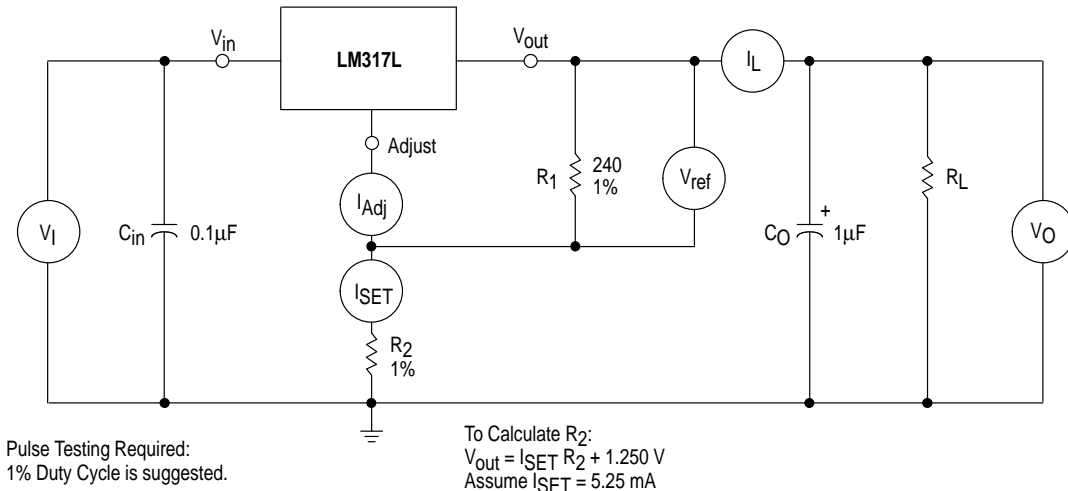 Vin
LM317L
Vout
IL
Adjust
R1
240
1%
Vref
RL
IAdj
VI
Cin
0.1µF
CO
+
1µF
VO
ISET
R2
1%
Pulse Testing Required:
1% Duty Cycle is suggested.
To Calculate R2:
Vout = ISET R2 + 1.250 V
Assume ISET = 5.25 mA